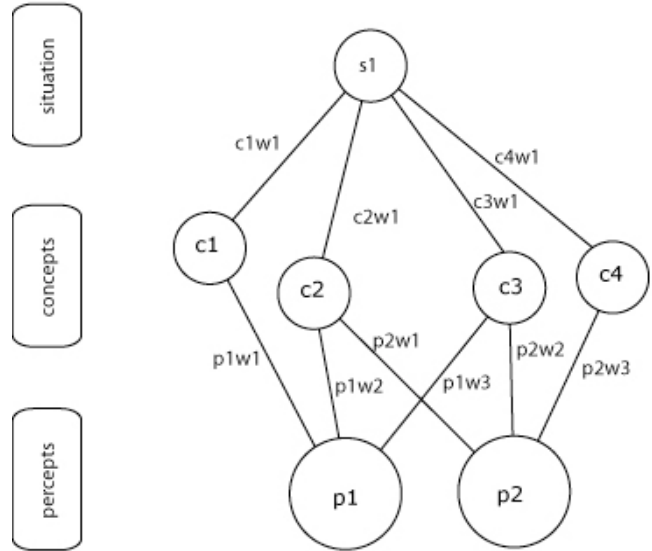 situation
s1
c1w1
c4w1
c2w1
c3w1
concepts
c1
c2
c3
c4
p1w1
p1w2
p2w1
p1w3
p2w2
p2w3
percepts
p1
p2